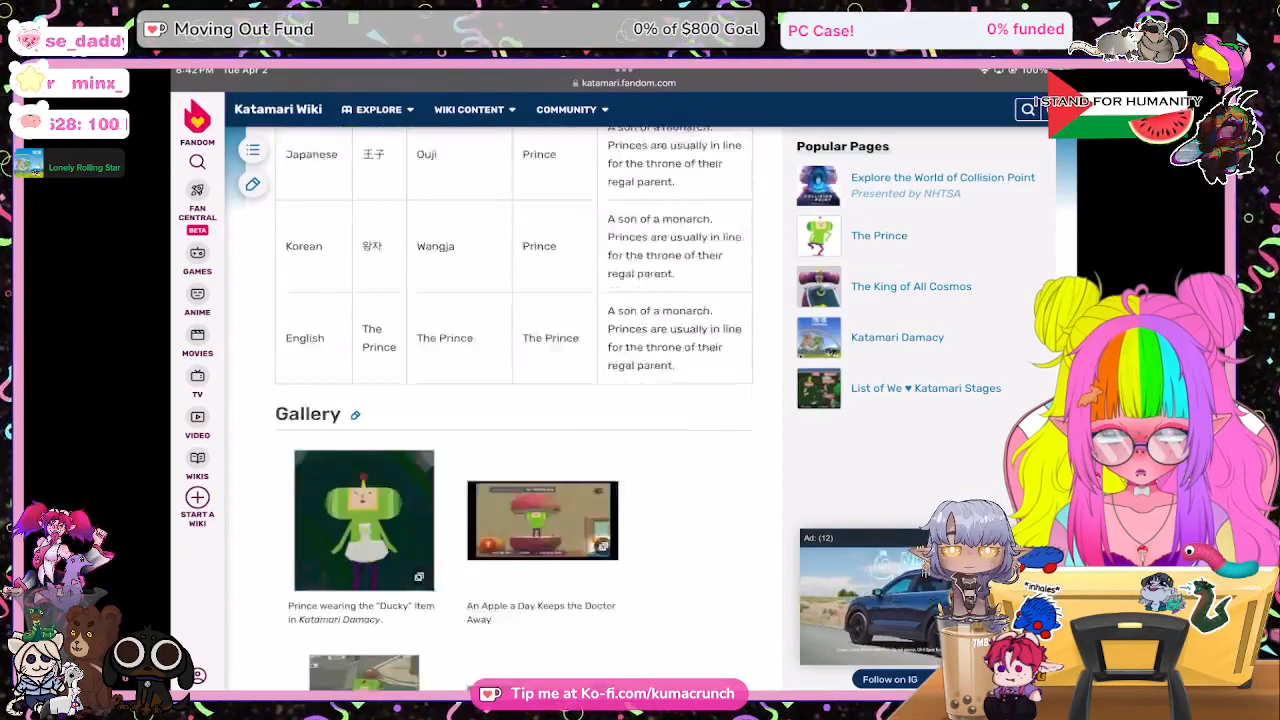 se_daddy
Moving Out Fund
0% of $800 Goal
PC Case!
0% funded
r minx_
528: 100
Lonely Rolling Star
8:42 PM Tue Apr 2
100%
katamari.fandom.com
I STAND FOR HUMANITY
FANDOM
FAN CENTRAL
BETA
GAMES
ANIME
MOVIES
TV
VIDEO
WIKIS
START A WIKI
Katamari Wiki
EXPLORE
WIKI CONTENT
COMMUNITY
Japanese
王子
Ouji
Prince
A son of a monarch.
Princes are usually in line
for the throne of their
regal parent.
Korean
왕자
Wangja
Prince
A son of a monarch.
Princes are usually in line
for the throne of their
regal parent.
English
The
Prince
The Prince
The Prince
A son of a monarch.
Princes are usually in line
for the throne of their
regal parent.
Gallery
Prince wearing the "Ducky" Item
in Katamari Damacy.
An Apple a Day Keeps the Doctor
Away
Popular Pages
Explore the World of Collision Point
Presented by NHTSA
The Prince
The King of All Cosmos
Katamari Damacy
List of We ♥ Katamari Stages
Ad: (12)
Follow on IG
*inhales*
Tip me at Ko-fi.com/kumacrunch